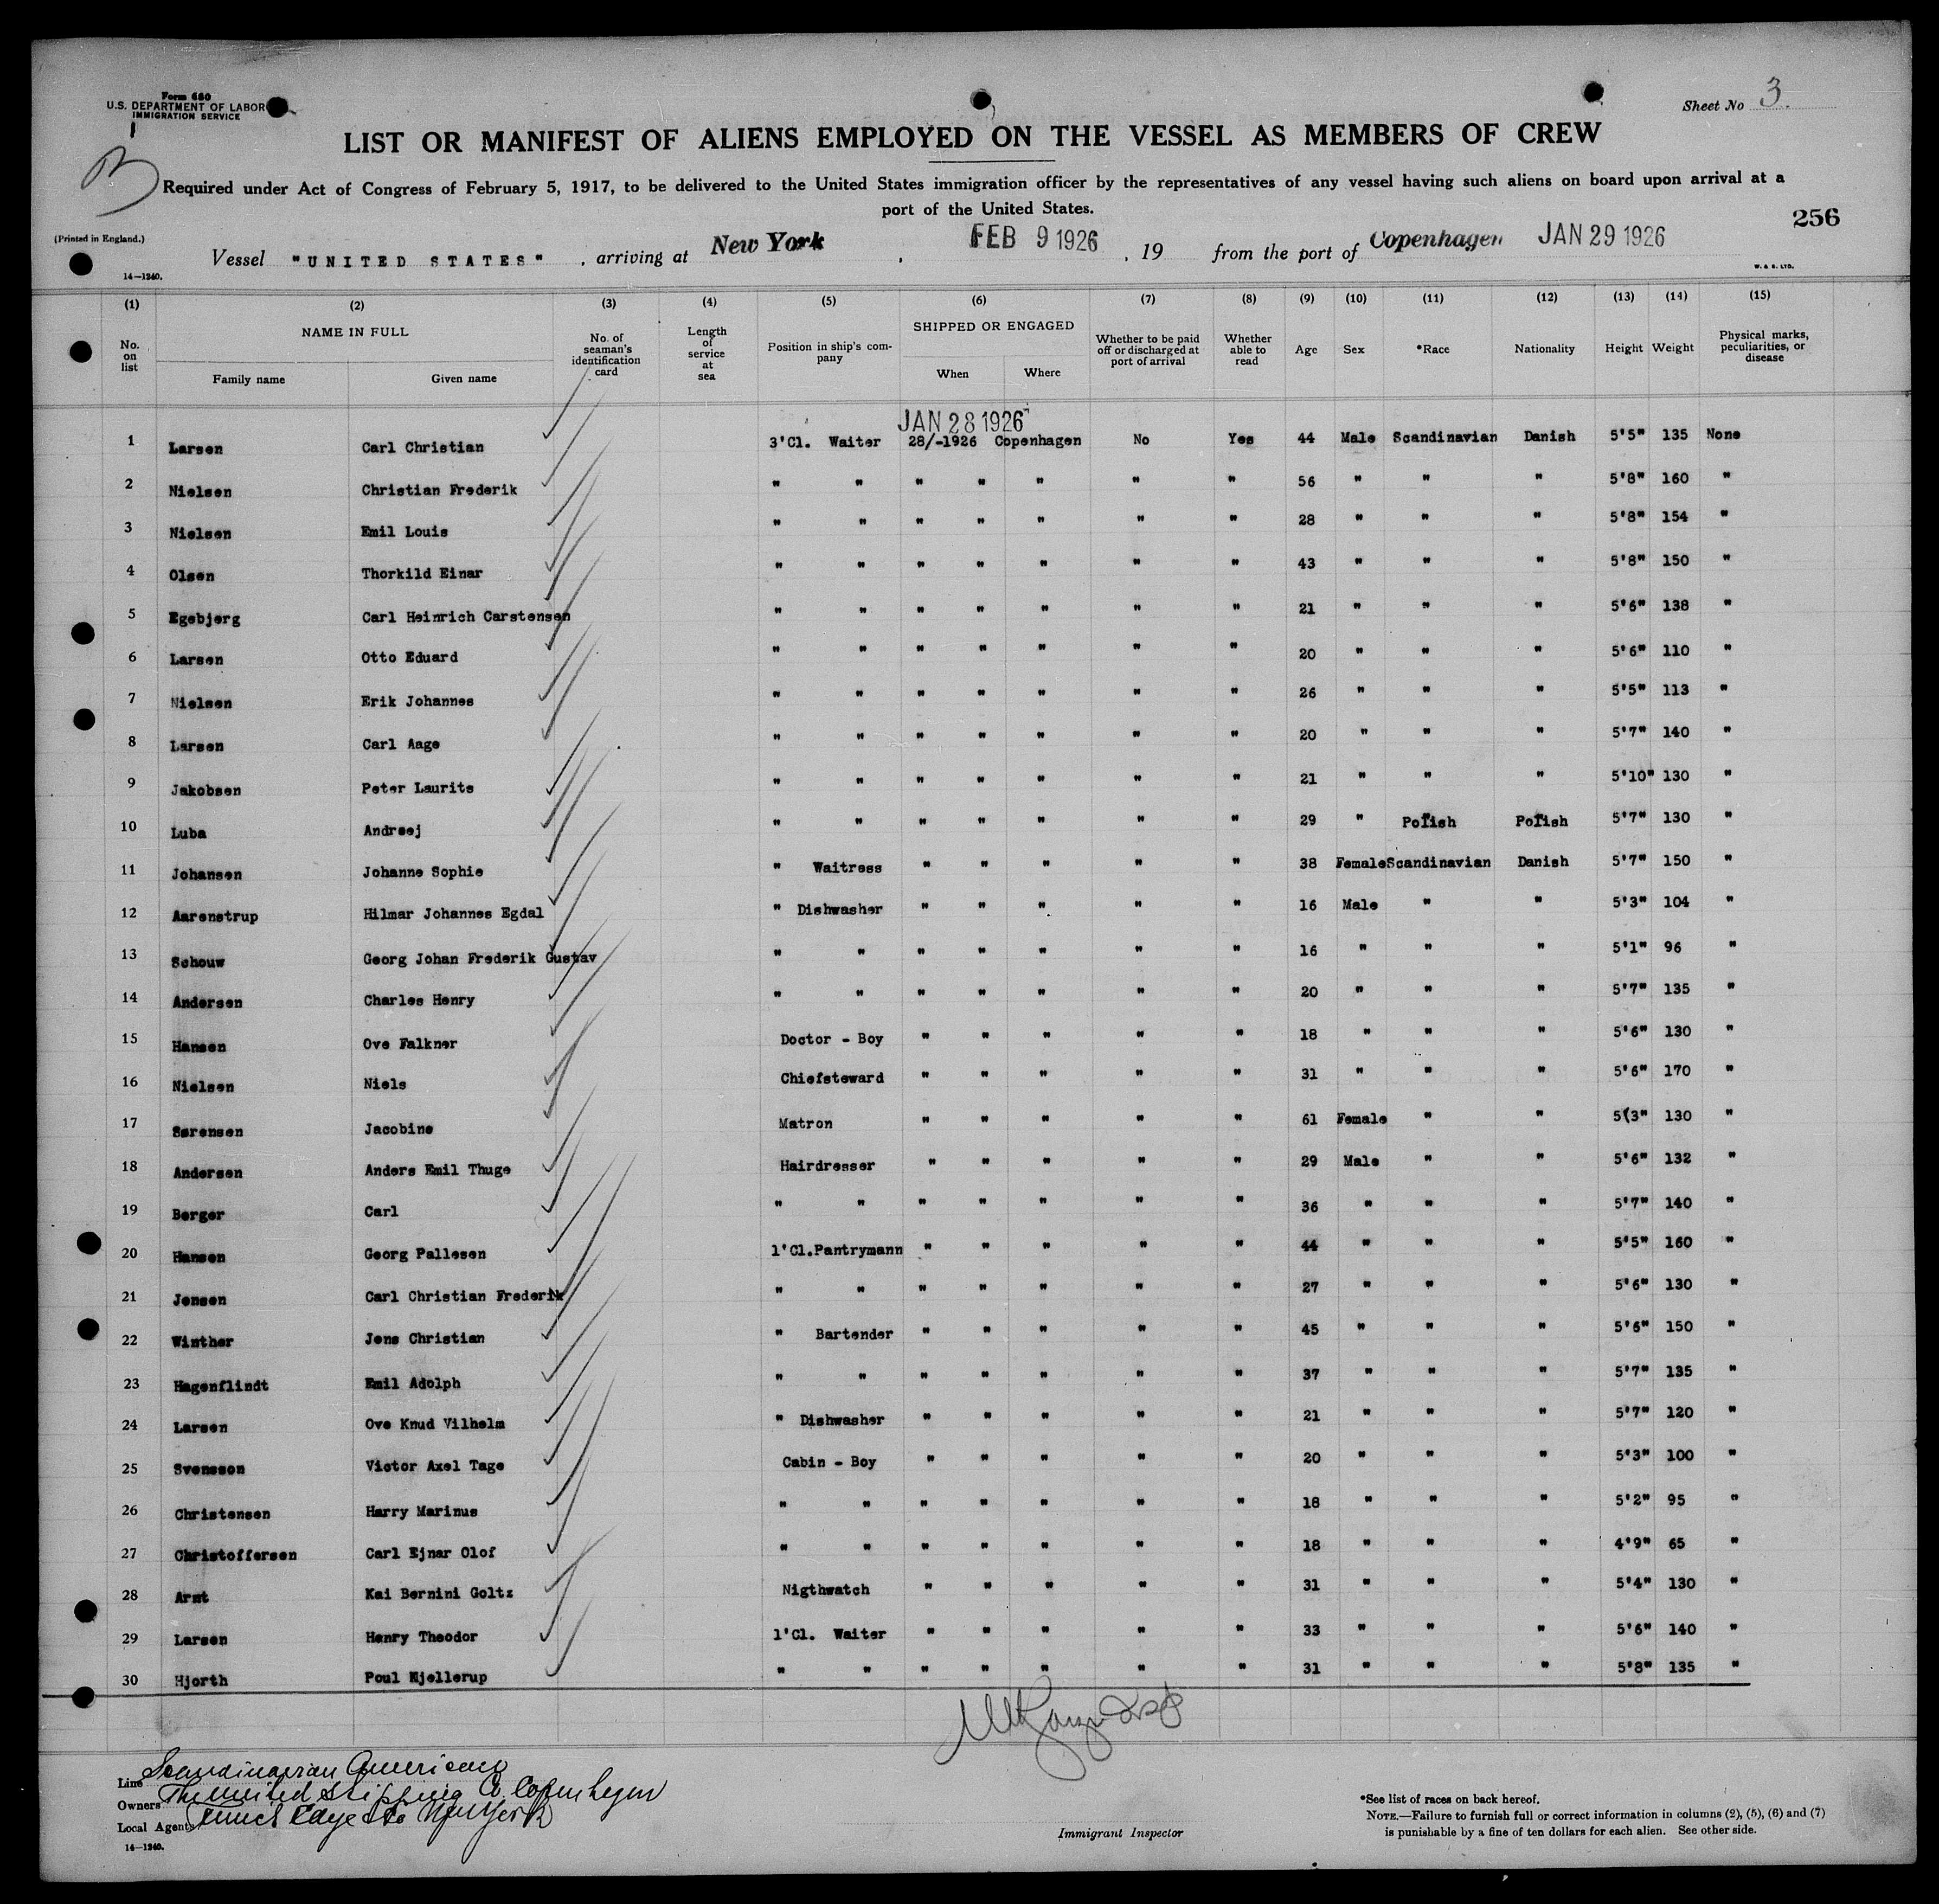 Form 680
U.S. DEPARTMENT OF LABOR
IMMIGRATION SERVICE
Sheet No 3.
LIST OR MANIFEST OF ALIENS EMPLOYED ON THE VESSEL AS MEMBERS OF CREW
B
Required under Act of Congress of February 5, 1917, to be delivered to the United States immigration officer by the representatives of any vessel having such aliens on board upon arrival at a
port of the United States.
256
(Printed in England.)
Vessel "UNITED STATES", arriving at New York, FEB 9 1926, 19 from the port of Copenhagen JAN 29 1926
14—1240.
W. & S. LTD.
(1) (2) (3) (4) (5) (6) (7) (8) (9) (10) (11) (12) (13) (14) (15)
No. on list NAME IN FULL Family name Given name No. of seaman's identification card Length of service at sea Position in ship's company SHIPPED OR ENGAGED When Where Whether to be paid off or discharged at port of arrival Whether able to read Age Sex *Race Nationality Height Weight Physical marks, peculiarities, or disease
JAN 28 1926
1 Larsen Carl Christian 3'Cl. Waiter 28/-1926 Copenhagen No Yes 44 Male Scandinavian Danish 5'5" 135 None
2 Nielsen Christian Frederik " " " " " " " 56 " " " 5'8" 160 "
3 Nielsen Emil Louis " " " " " " " 28 " " " 5'8" 154 "
4 Olsen Thorkild Einar " " " " " " " 43 " " " 5'8" 150 "
5 Egebjerg Carl Heinrich Carstensen " " " " " " " 21 " " " 5'6" 138 "
6 Larsen Otto Eduard " " " " " " " 20 " " " 5'6" 110 "
7 Nielsen Erik Johannes " " " " " " " 26 " " " 5'5" 113 "
8 Larsen Carl Aage " " " " " " " 20 " " " 5'7" 140 "
9 Jakobsen Peter Laurits " " " " " " " 21 " " " 5'10" 130 "
10 Luba Andreej " " " " " " " 29 " Polish Polish 5'7" 130 "
11 Johansen Johanne Sophie " Waitress " " " " " 38 Female Scandinavian Danish 5'7" 150 "
12 Aarenstrup Hilmar Johannes Egdal " Dishwasher " " " " " 16 Male " " 5'3" 104 "
13 Schouw Georg Johan Frederik Gustav " " " " " " " 16 " " " 5'1" 96 "
14 Andersen Charles Henry " " " " " " " 20 " " " 5'7" 135 "
15 Hansen Ove Falkner Doctor - Boy " " " " " 18 " " " 5'6" 130 "
16 Nielsen Niels Chiefsteward " " " " " 31 " " " 5'6" 170 "
17 Sørensen Jacobine Matron " " " " " 61 Female " " 5(3" 130 "
18 Andersen Anders Emil Thuge Hairdresser " " " " " 29 Male " " 5'6" 132 "
19 Berger Carl " " " " " " " 36 " " " 5'7" 140 "
20 Hansen Georg Pallesen 1'Cl.Pantrymann " " " " " 44 " " " 5'5" 160 "
21 Jensen Carl Christian Frederik " " " " " " " 27 " " " 5'6" 130 "
22 Winther Jens Christian " Bartender " " " " " 45 " " " 5'6" 150 "
23 Hagenflindt Emil Adolph " " " " " " " 37 " " " 5'7" 135 "
24 Larsen Ove Knud Vilhelm " Dishwasher " " " " " 21 " " " 5'7" 120 "
25 Svensson Victor Axel Tage Cabin - Boy " " " " " 20 " " " 5'3" 100 "
26 Christensen Harry Marinus " " " " " " " 18 " " " 5'2" 95 "
27 Christoffersen Carl Ejnar Olof " " " " " " " 18 " " " 4'9" 65 "
28 Arnt Kai Bernini Goltz Nigthwatch " " " " " 31 " " " 5'4" 130 "
29 Larsen Henry Theodor 1'Cl. Waiter " " " " " 33 " " " 5'6" 140 "
30 Hjorth Poul Kjellerup " " " " " " " 31 " " " 5'8" 135 "
Line Scandinavian American
Owners The United Shipping Co. Copenhagen
Local Agents New York
14—1240.
Immigrant Inspector
*See list of races on back hereof.
NOTE.—Failure to furnish full or correct information in columns (2), (5), (6) and (7)
is punishable by a fine of ten dollars for each alien. See other side.